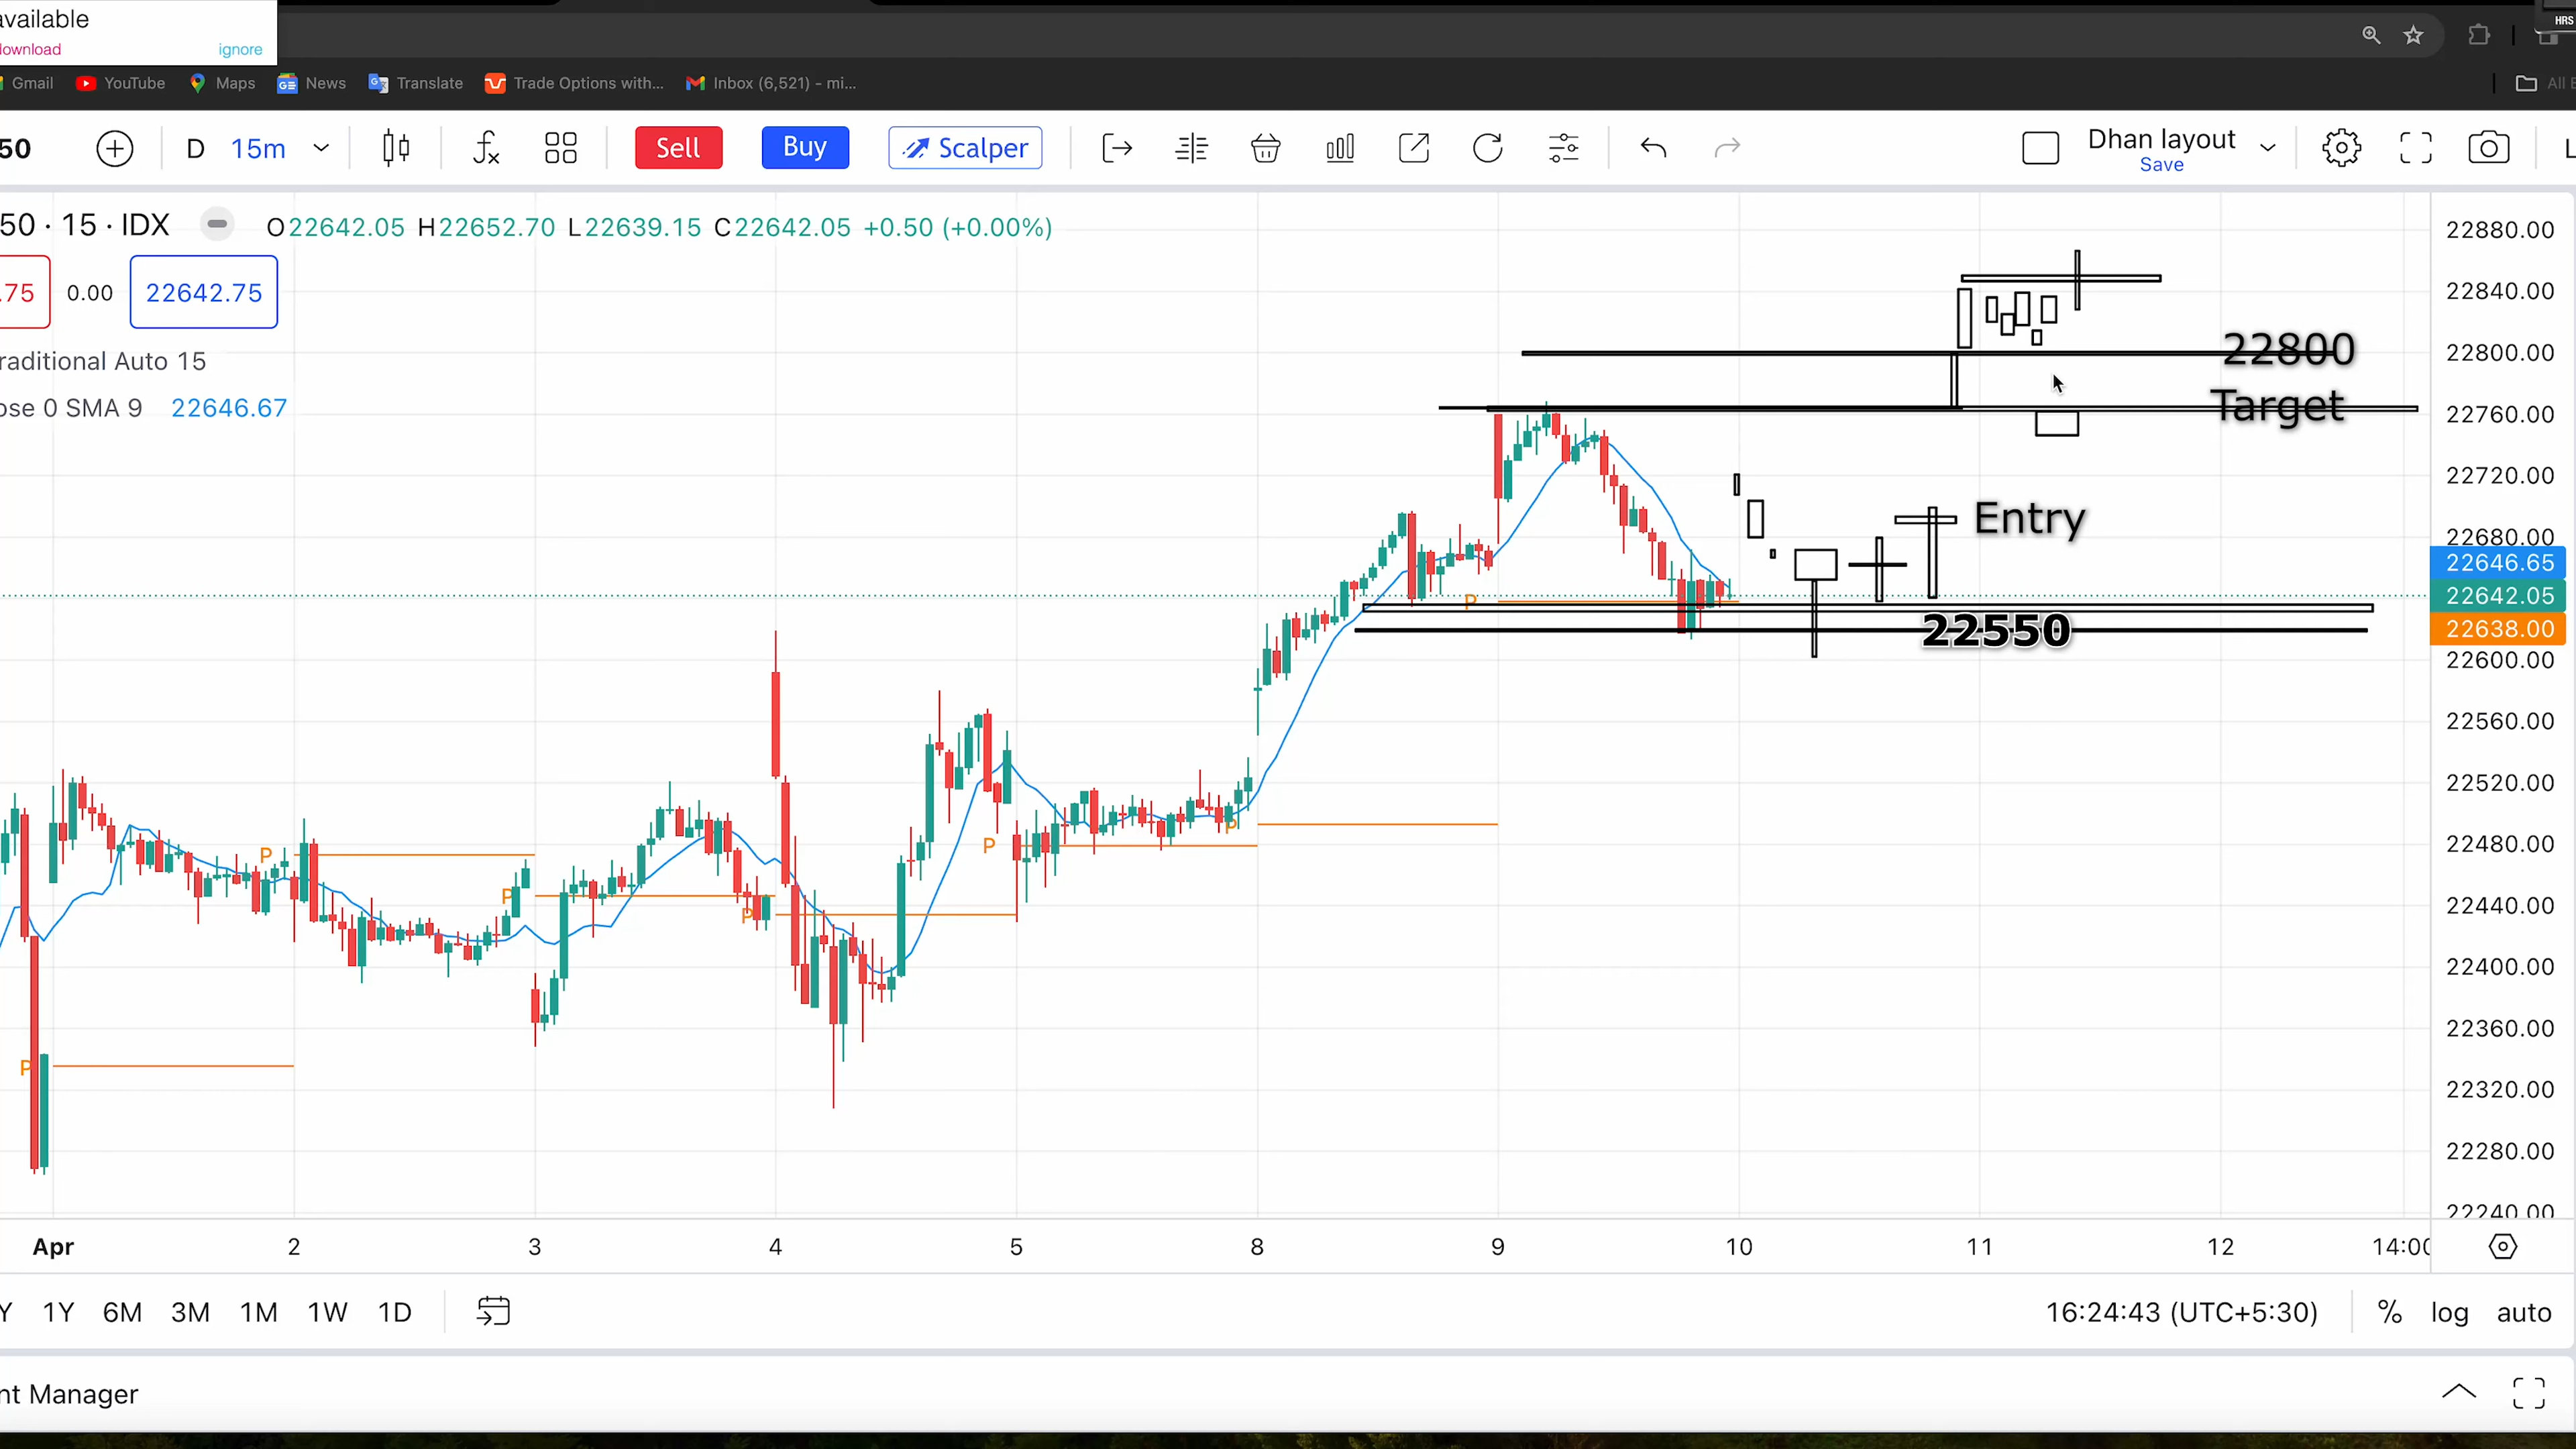 available
download ignore
HRS
Gmail YouTube Maps News Translate Trade Options with... Inbox (6,521) - mi...
50 D 15m Sell Buy Scalper Dhan layout
Save
50 · 15 · IDX O22642.05 H22652.70 L22639.15 C22642.05 +0.50 (+0.00%)
.75 0.00 22642.75
raditional Auto 15
ose 0 SMA 9 22646.67
22880.00
22840.00
22800
22800.00
Target
22760.00
22720.00
Entry
22680.00
22646.65
22642.05
P
22550
22638.00
22600.00
22560.00
22520.00
P
22480.00
P
P
P
22440.00
P
22400.00
22360.00
P
22320.00
22280.00
22240.00
Apr 2 3 4 5 8 9 10 11 12 14:00
Y 1Y 6M 3M 1M 1W 1D 16:24:43 (UTC+5:30) % log auto
nt Manager